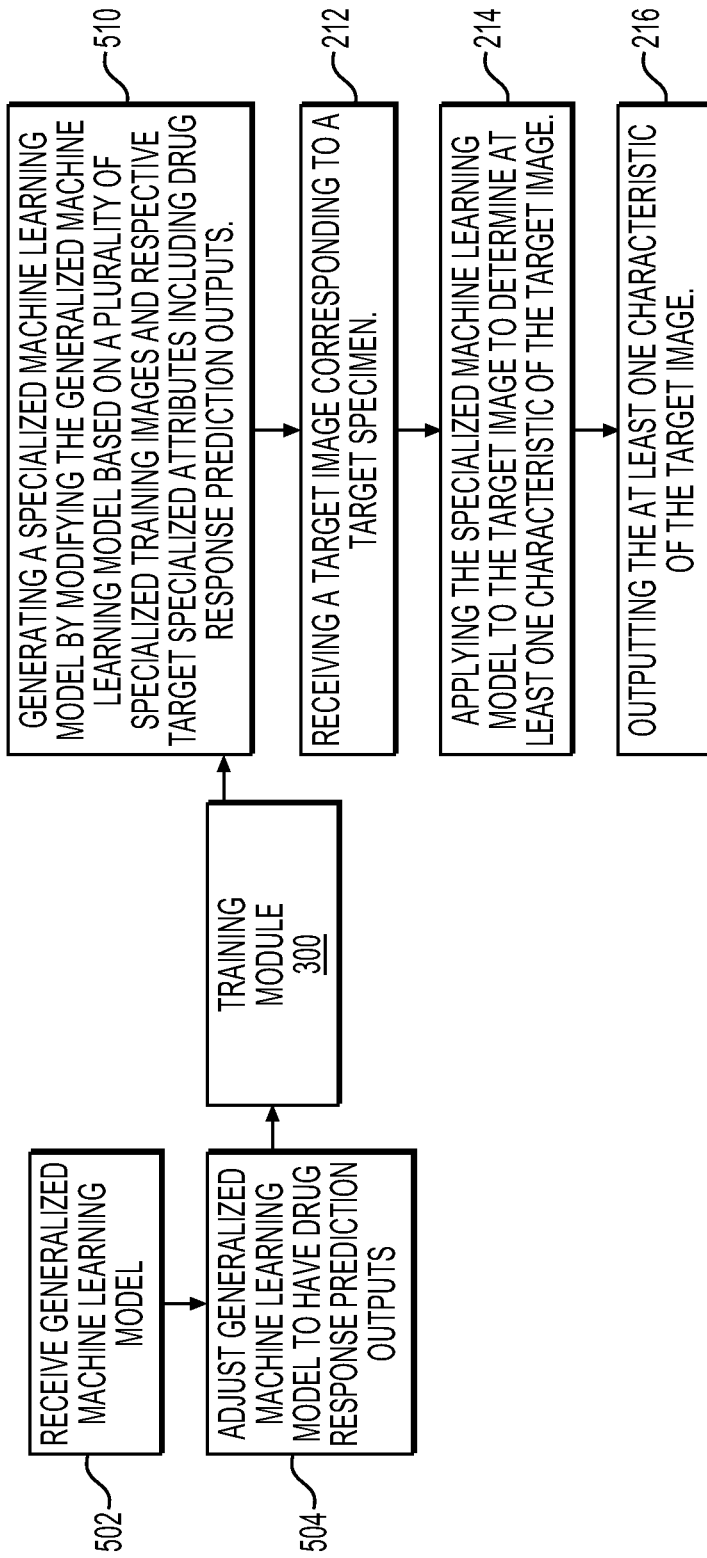 502
RECEIVE GENERALIZED
MACHINE LEARNING
MODEL
504
ADJUST GENERALIZED
MACHINE LEARNING
MODEL TO HAVE DRUG
RESPONSE PREDICTION
OUTPUTS
TRAINING
MODULE
300
GENERATING A SPECIALIZED MACHINE LEARNING
MODEL BY MODIFYING THE GENERALIZED MACHINE
LEARNING MODEL BASED ON A PLURALITY OF
SPECIALIZED TRAINING IMAGES AND RESPECTIVE
TARGET SPECIALIZED ATTRIBUTES INCLUDING DRUG
RESPONSE PREDICTION OUTPUTS.
510
RECEIVING A TARGET IMAGE CORRESPONDING TO A
TARGET SPECIMEN.
212
APPLYING THE SPECIALIZED MACHINE LEARNING
MODEL TO THE TARGET IMAGE TO DETERMINE AT
LEAST ONE CHARACTERISTIC OF THE TARGET IMAGE.
214
OUTPUTTING THE AT LEAST ONE CHARACTERISTIC
OF THE TARGET IMAGE.
216